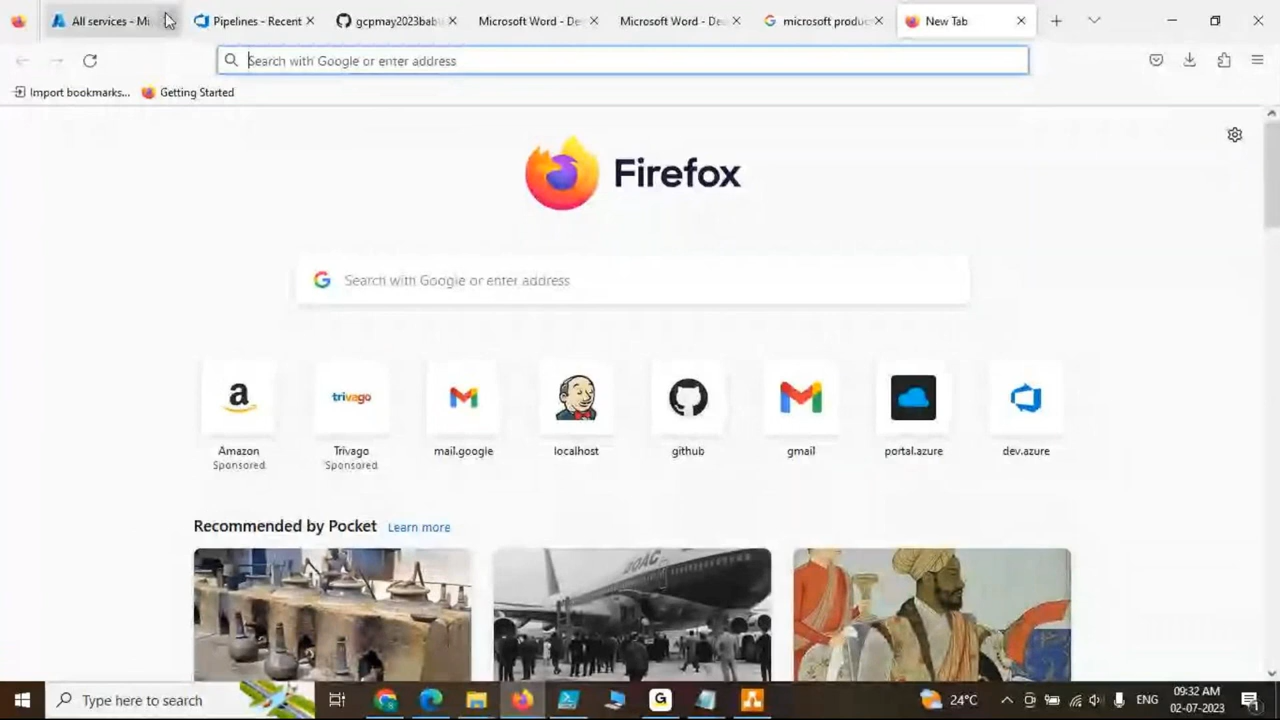 All services - Mi
Pipelines - Recent
gcpmay2023bab
Microsoft Word - De
Microsoft Word - De
microsoft produc
New Tab
Search with Google or enter address
Import bookmarks...
Getting Started
Firefox
Search with Google or enter address
a
trivago
Amazon
Sponsored
Trivago
Sponsored
mail.google
localhost
github
gmail
portal.azure
dev.azure
Recommended by Pocket
Learn more
BOAC
Type here to search
G
24°C
ENG
09:32 AM
02-07-2023
1